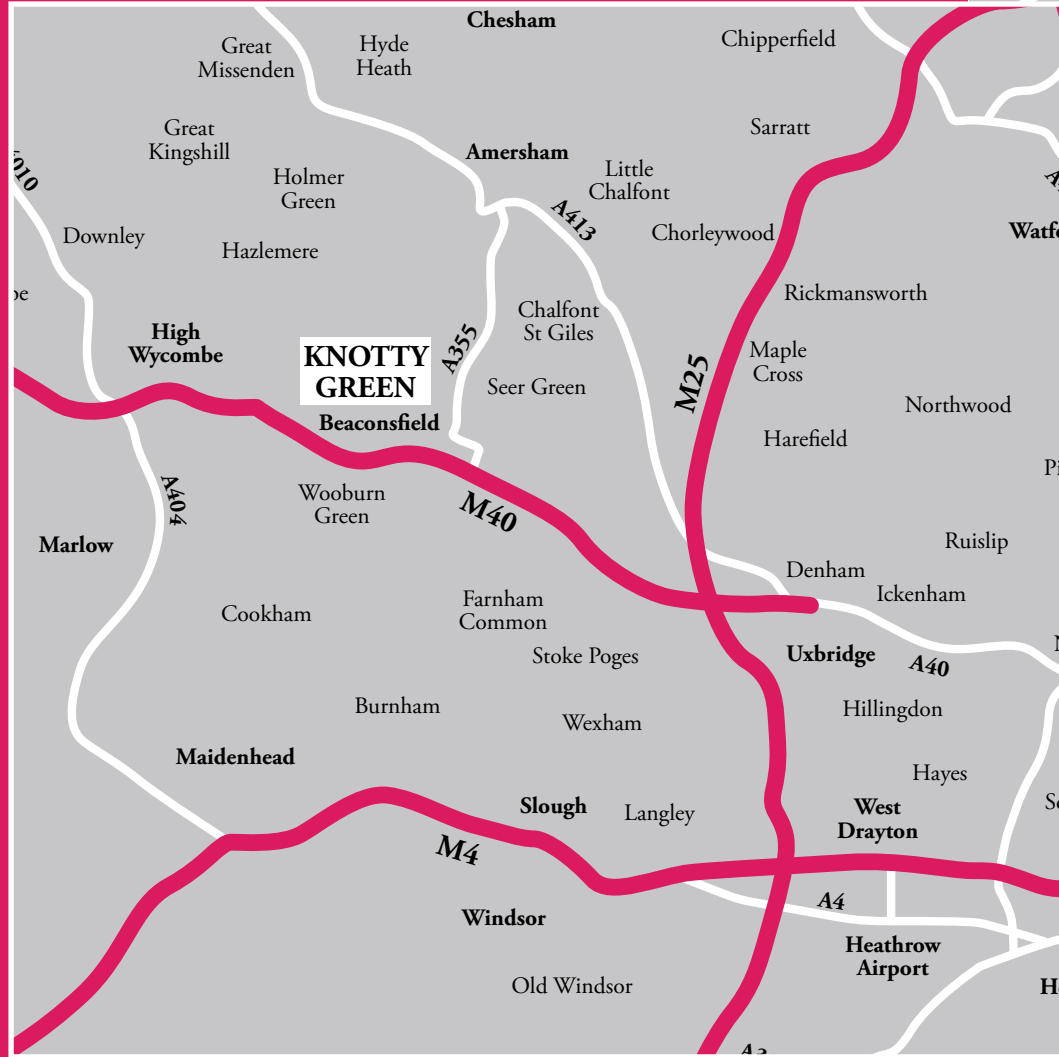 Chesham
Great
Missenden
Hyde
Heath
Chipperfield
Great
Kingshill
Sarratt
Amersham
Holmer
Green
Little
Chalfont
A413
Chorleywood
Downley
Hazlemere
Rickmansworth
Chalfont
St Giles
High
Wycombe
KNOTTY
GREEN
A355
Seer Green
M25
Maple
Cross
Northwood
Beaconsfield
Harefield
A404
Wooburn
Green
M40
Marlow
Ruislip
Denham
Ickenham
Cookham
Farnham
Common
Stoke Poges
Uxbridge
A40
Burnham
Wexham
Hillingdon
Maidenhead
Hayes
Slough
Langley
West
Drayton
M4
A4
Windsor
Heathrow
Airport
Old Windsor